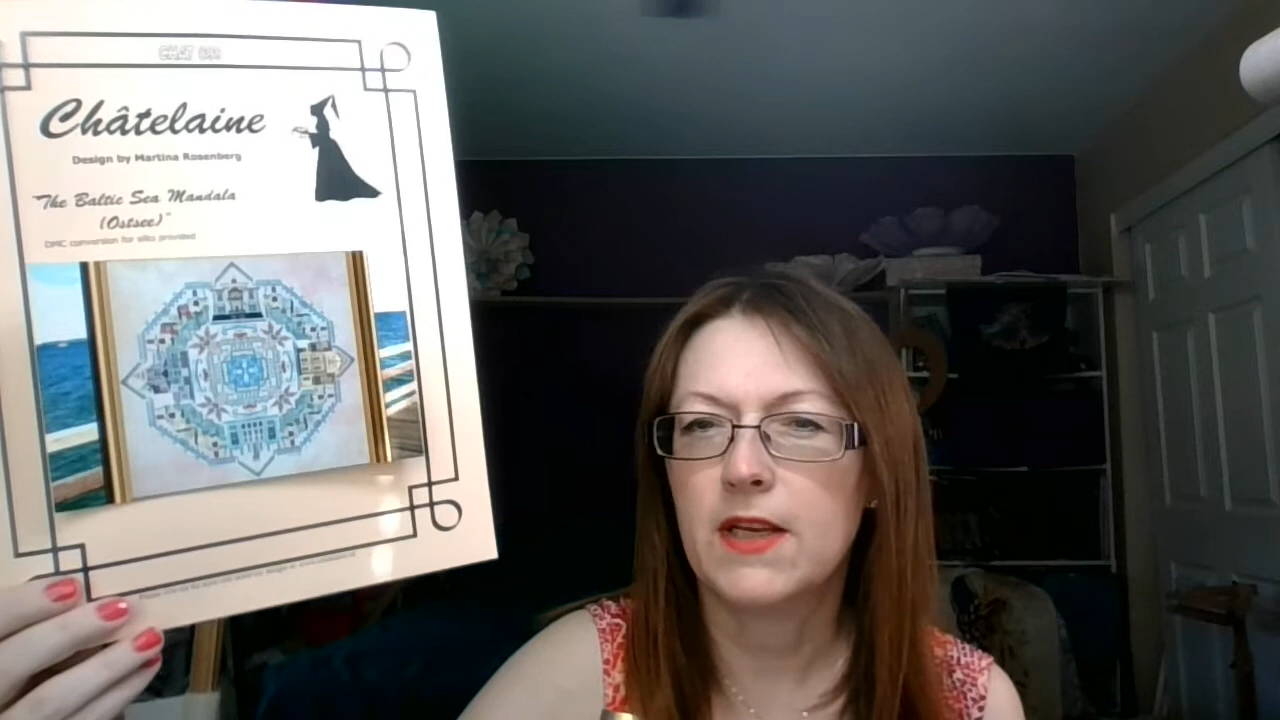 Châtelaine
Design by Martina Rosenberg
"The Baltic Sea Mandala
(Ostsee)"
DMC conversion for silks provided